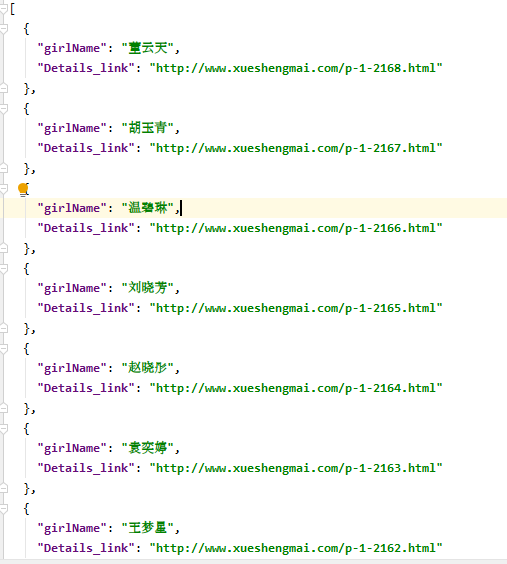 [
{
"girlName": "董云天",
"Details_link": "http://www.xueshengmai.com/p-1-2168.html"
},
{
"girlName": "胡玉青",
"Details_link": "http://www.xueshengmai.com/p-1-2167.html"
},
{
"girlName": "温碧琳",
"Details_link": "http://www.xueshengmai.com/p-1-2166.html"
},
{
"girlName": "刘晓芳",
"Details_link": "http://www.xueshengmai.com/p-1-2165.html"
},
{
"girlName": "赵晓彤",
"Details_link": "http://www.xueshengmai.com/p-1-2164.html"
},
{
"girlName": "袁奕婷",
"Details_link": "http://www.xueshengmai.com/p-1-2163.html"
},
{
"girlName": "王梦星",
"Details_link": "http://www.xueshengmai.com/p-1-2162.html"